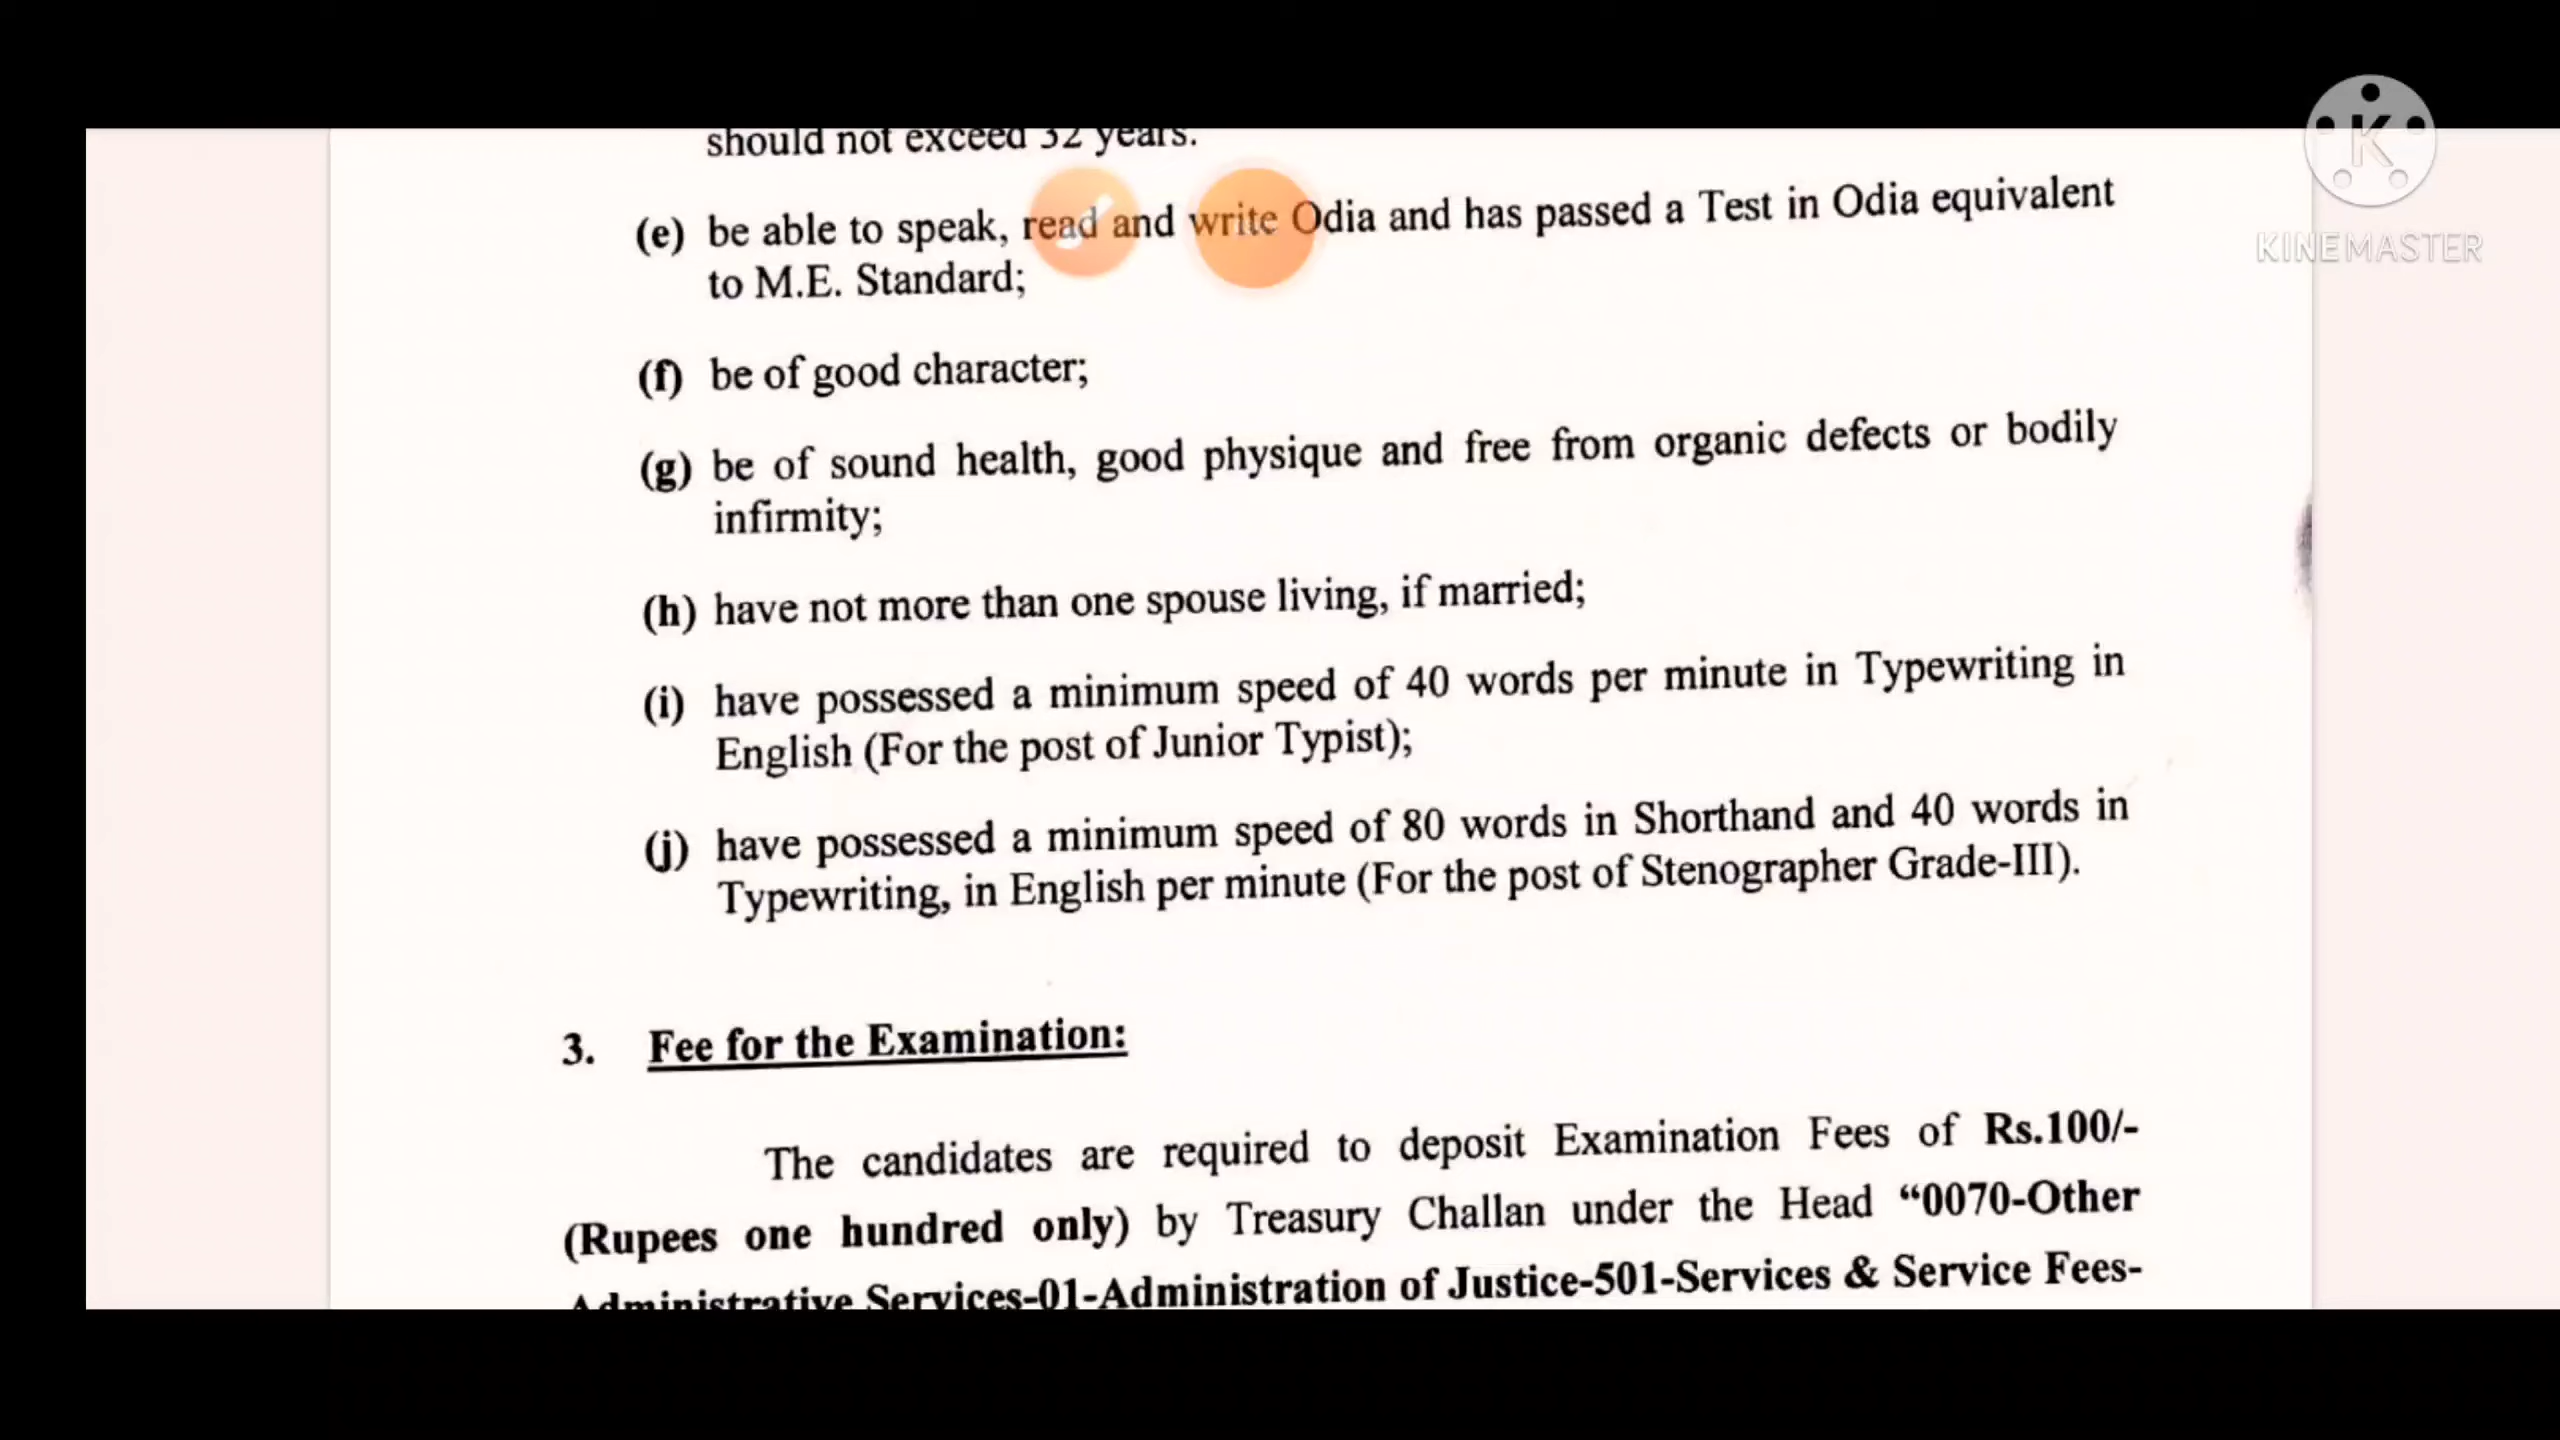 should not exceed 32 years.
KINEMASTER
(e) be able to speak, read and write Odia and has passed a Test in Odia equivalent
to M.E. Standard;
(f) be of good character;
(g) be of sound health, good physique and free from organic defects or bodily
infirmity;
(h) have not more than one spouse living, if married;
(i) have possessed a minimum speed of 40 words per minute in Typewriting in
English (For the post of Junior Typist);
(j) have possessed a minimum speed of 80 words in Shorthand and 40 words in
Typewriting, in English per minute (For the post of Stenographer Grade-III).
3. Fee for the Examination:
The candidates are required to deposit Examination Fees of Rs.100/-
(Rupees one hundred only) by Treasury Challan under the Head “0070-Other
Administrative Services-01-Administration of Justice-501-Services & Service Fees-